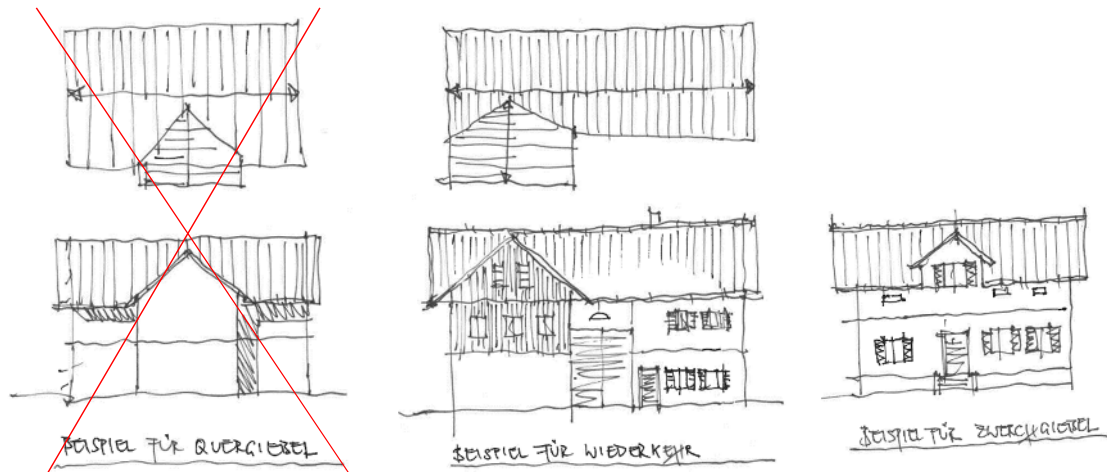 BEISPIEL FÜR QUERGIEBEL
BEISPIEL FÜR WIEDERKEHR
BEISPIEL FÜR ZWERCHGIEBEL